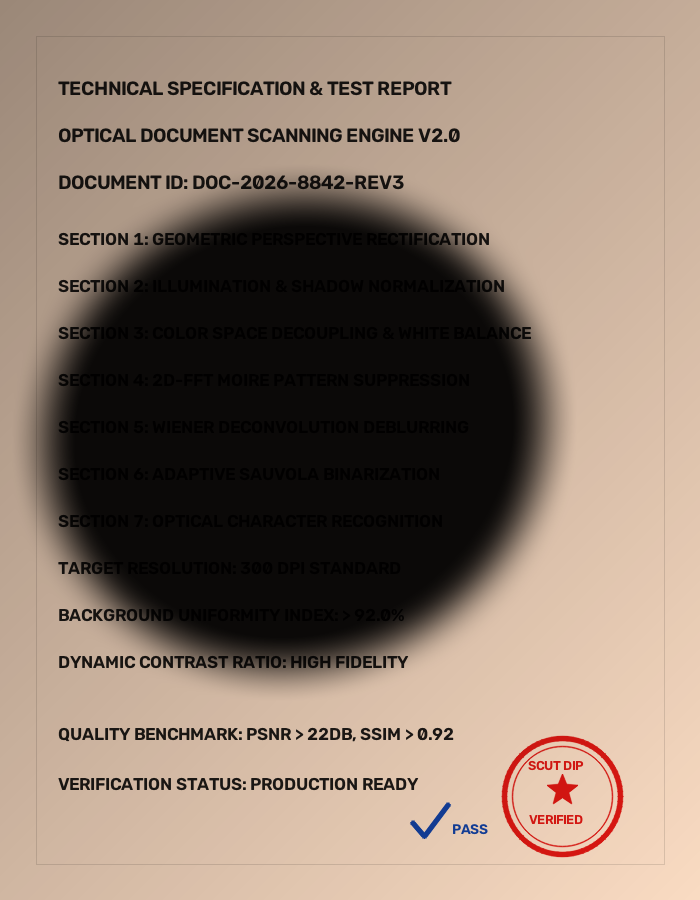 TECHNICAL SPECIFICATION & TEST REPORT
OPTICAL DOCUMENT SCANNING ENGINE V2.0
DOCUMENT ID: DOC-2026-8842-REV3
SECTION 1: GEOMETRIC PERSPECTIVE RECTIFICATION
SECTION 2: ILLUMINATION & SHADOW NORMALIZATION
SECTION 3: COLOR SPACE DECOUPLING & WHITE BALANCE
SECTION 4: 2D-FFT MOIRE PATTERN SUPPRESSION
SECTION 5: WIENER DECONVOLUTION DEBLURRING
SECTION 6: ADAPTIVE SAUVOLA BINARIZATION
SECTION 7: OPTICAL CHARACTER RECOGNITION
TARGET RESOLUTION: 300 DPI STANDARD
BACKGROUND UNIFORMITY INDEX: > 92.0%
DYNAMIC CONTRAST RATIO: HIGH FIDELITY
QUALITY BENCHMARK: PSNR > 22DB, SSIM > 0.92
VERIFICATION STATUS: PRODUCTION READY
PASS
SCUT DIP
VERIFIED